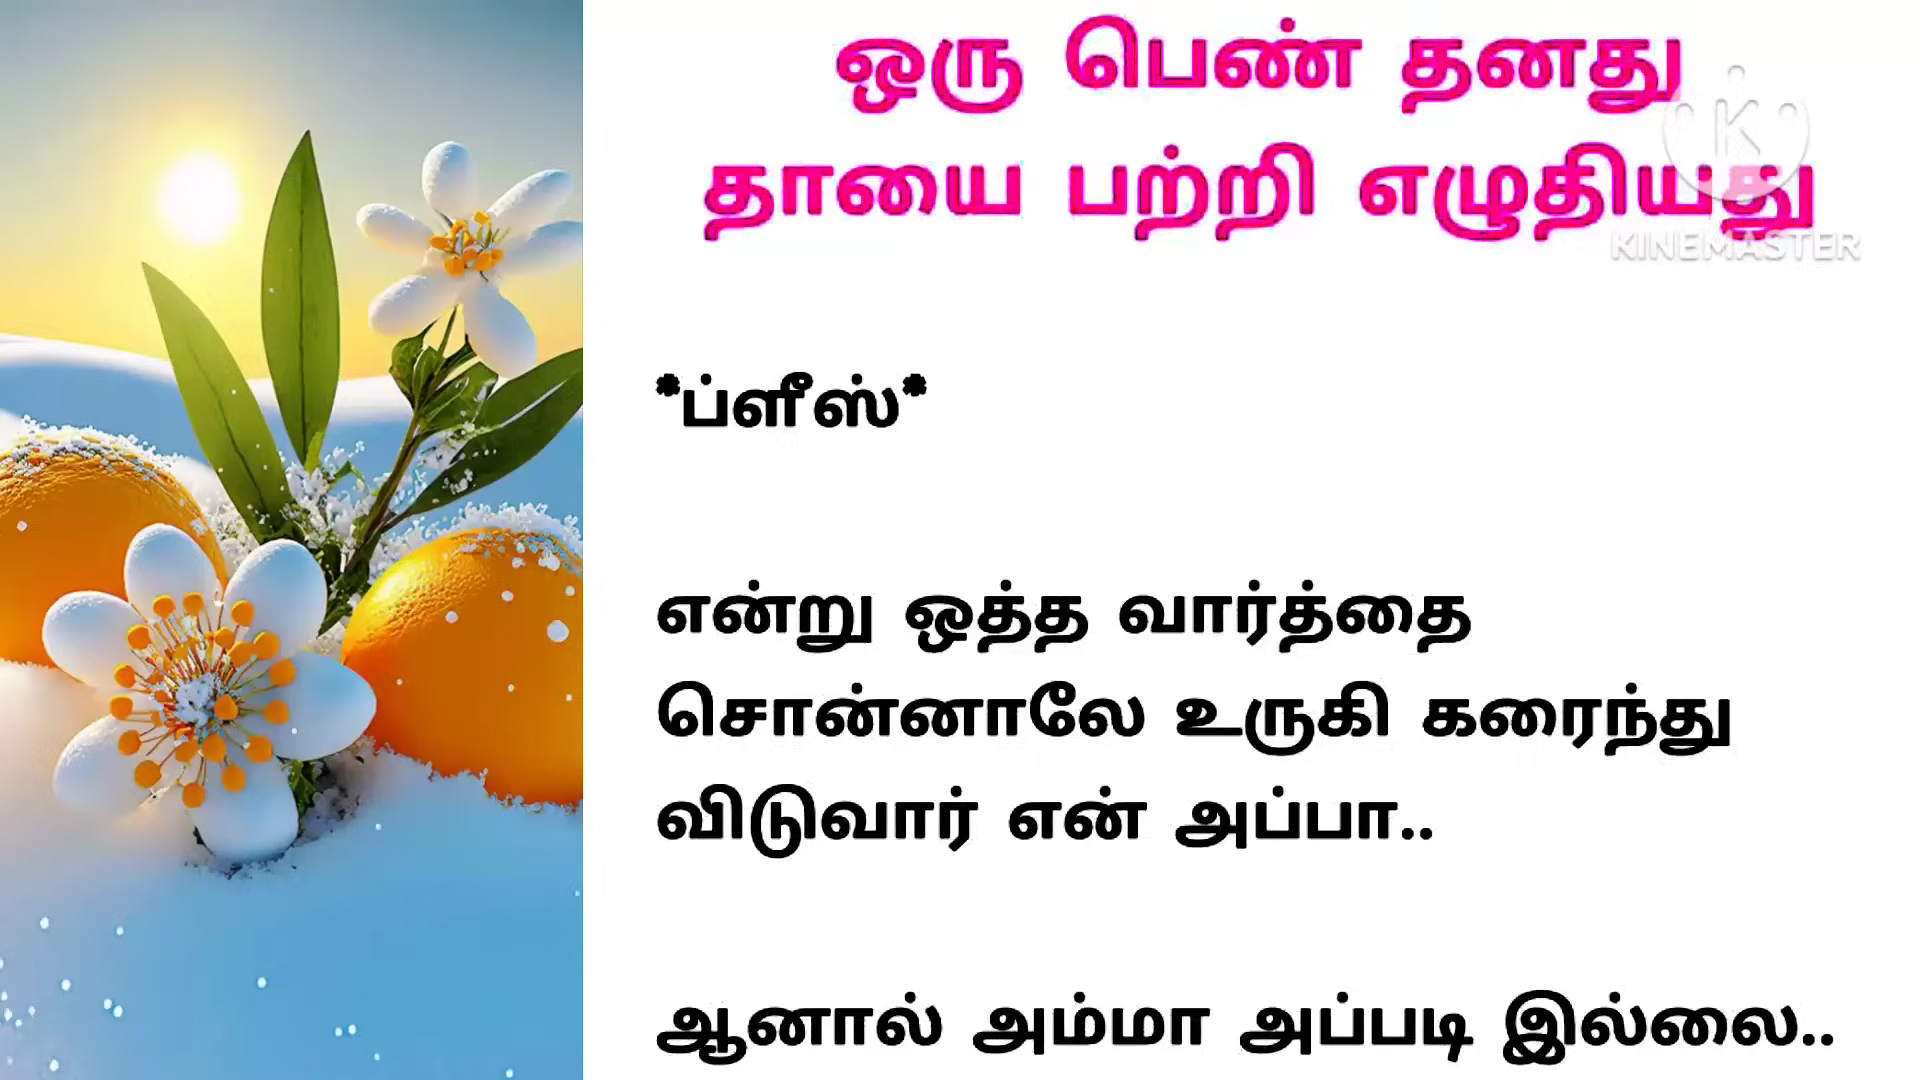 ஒரு பெண் தனது
தாயை பற்றி எழுதியது
K
KINEMASTER
*ப்ளீஸ்*
என்று ஒத்த வார்த்தை
சொன்னாலே உருகி கரைந்து
விடுவார் என் அப்பா..
ஆனால் அம்மா அப்படி இல்லை..